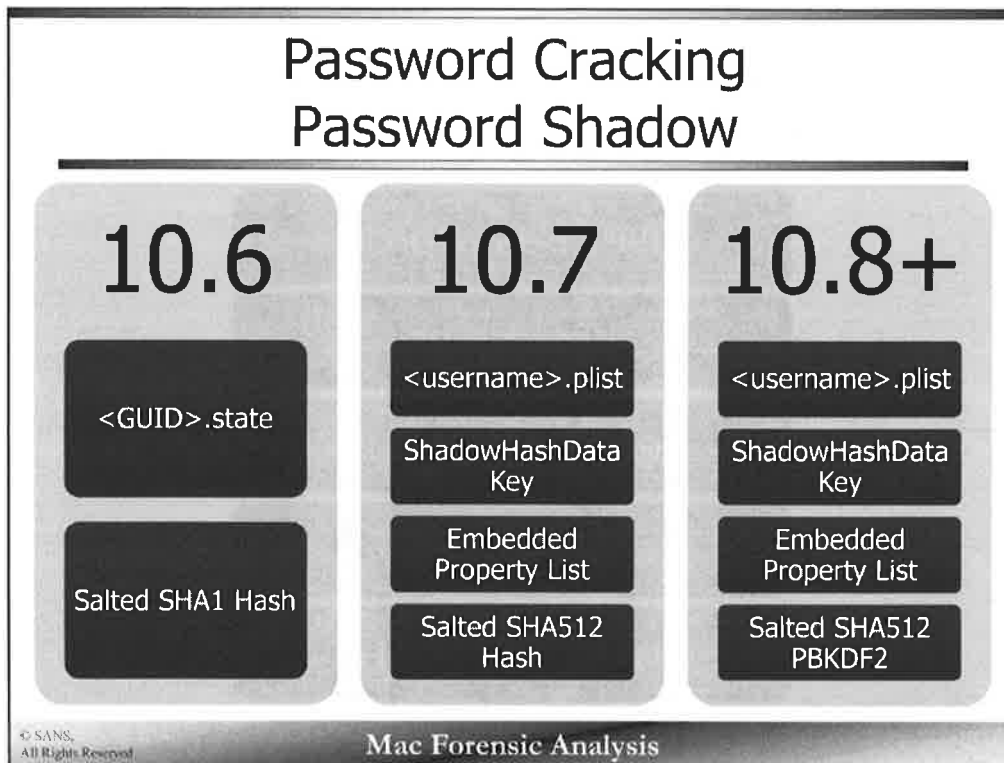 Password Cracking
Password Shadow
10.6
<GUID>.state
Salted SHA1 Hash
10.7
<username>.plist
ShadowHashData
Key
Embedded
Property List
Salted SHA512
Hash
10.8+
<username>.plist
ShadowHashData
Key
Embedded
Property List
Salted SHA512
PBKDF2
© SANS,
All Rights Reserved
Mac Forensic Analysis